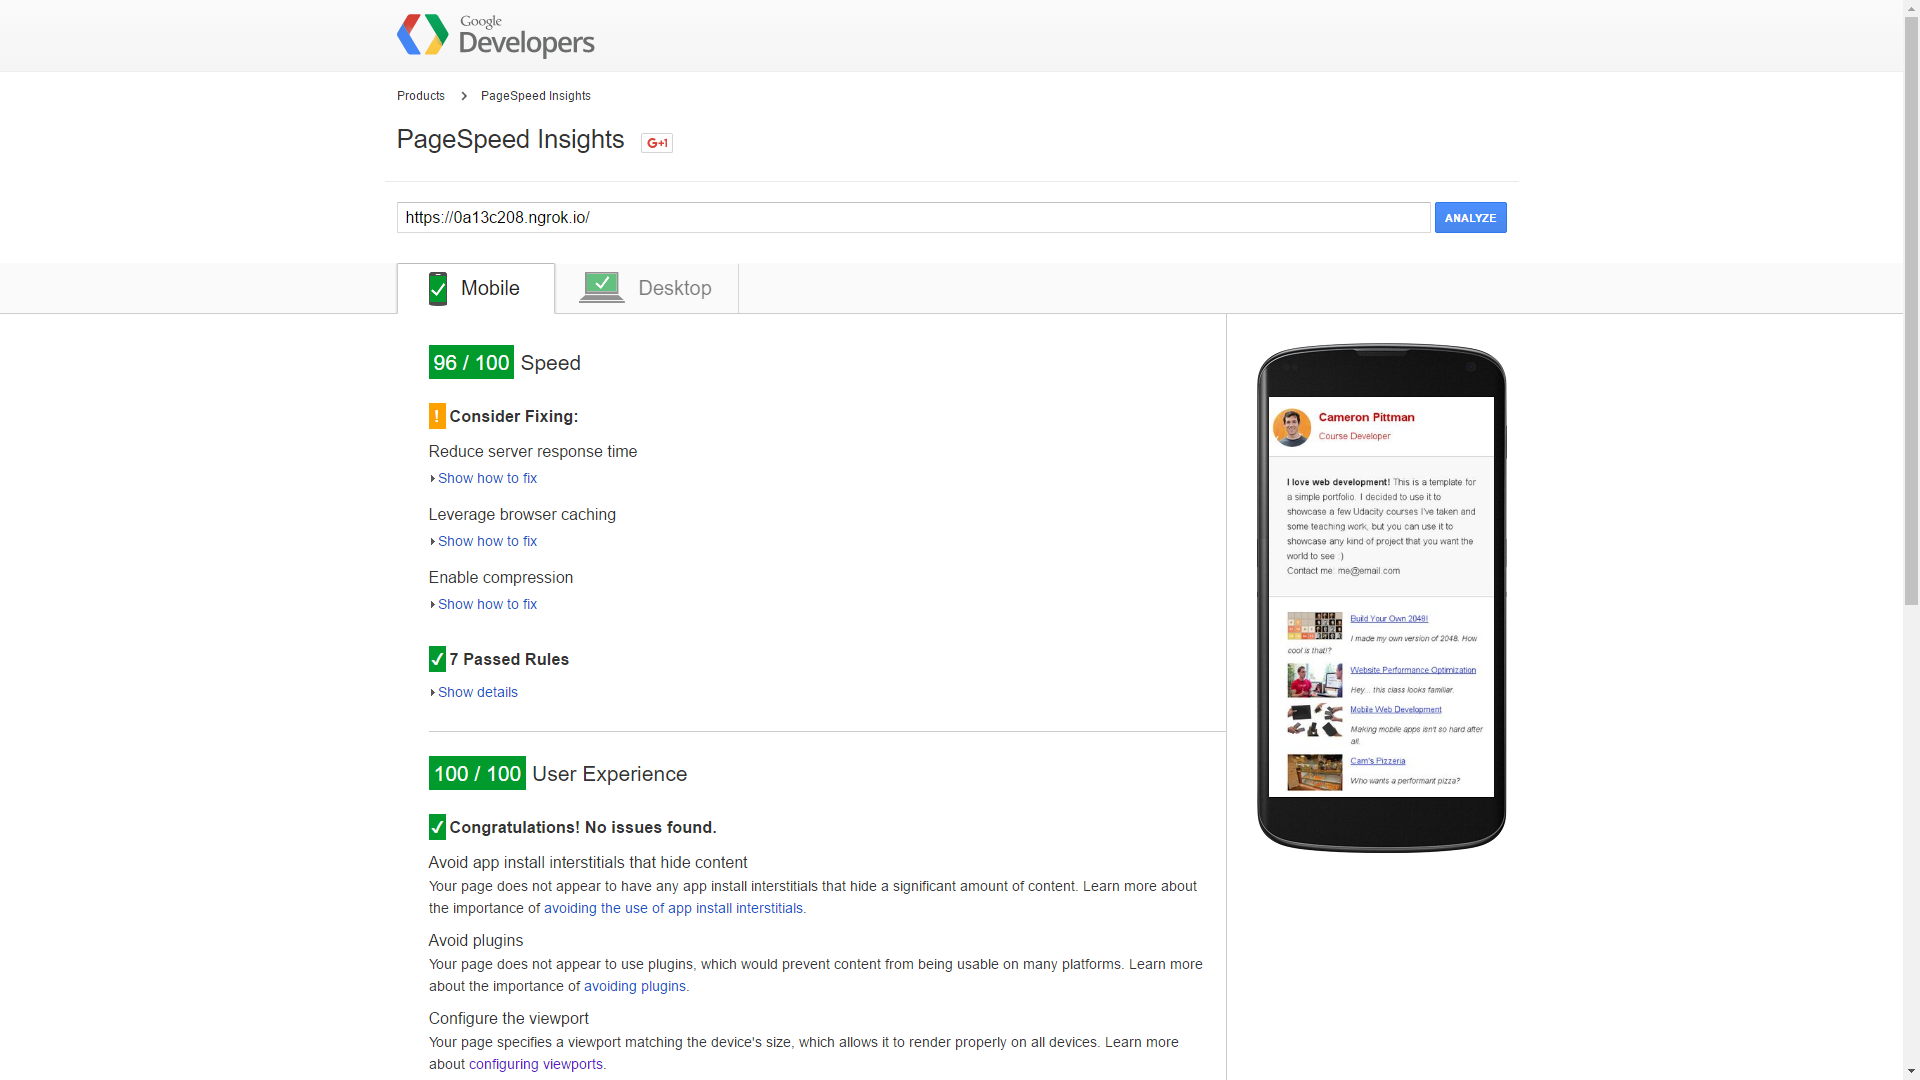 Google
Developers
Products
PageSpeed Insights
PageSpeed Insights
G+1
https://0a13c208.ngrok.io/
ANALYZE
Mobile
Desktop
96 / 100 Speed
! Consider Fixing:
Reduce server response time
Show how to fix
Leverage browser caching
Show how to fix
Enable compression
Show how to fix
7 Passed Rules
Show details
100 / 100 User Experience
Congratulations! No issues found.
Avoid app install interstitials that hide content
Your page does not appear to have any app install interstitials that hide a significant amount of content. Learn more about
the importance of avoiding the use of app install interstitials.
Avoid plugins
Your page does not appear to use plugins, which would prevent content from being usable on many platforms. Learn more
about the importance of avoiding plugins.
Configure the viewport
Your page specifies a viewport matching the device's size, which allows it to render properly on all devices. Learn more
about configuring viewports.
Cameron Pittman
Course Developer
I love web development! This is a template for
a simple portfolio. I decided to use it to
showcase a few Udacity courses I've taken and
some teaching work, but you can use it to
showcase any kind of project that you want the
world to see :)
Contact me: me@email.com
Build Your Own 2048!
I made my own version of 2048. How
cool is that!?
Website Performance Optimization
Hey... this class looks familiar.
Mobile Web Development
Making mobile apps isn't so hard after
all.
Cam's Pizzeria
Who wants a performant pizza?